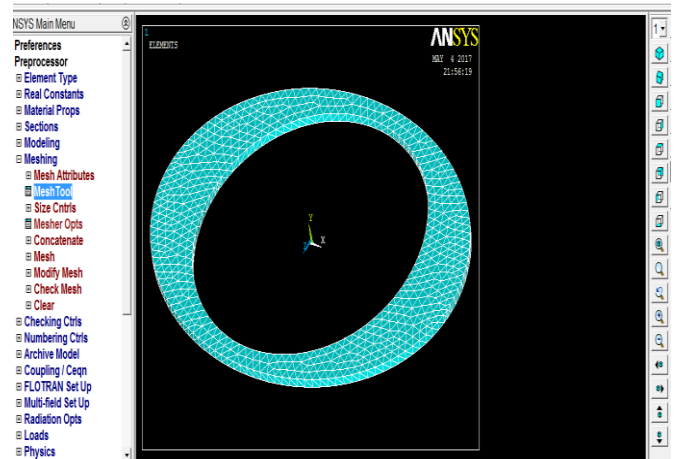 NSYS Main Menu
Preferences
Preprocessor
Element Type
Real Constants
Material Props
Sections
Modeling
Meshing
Mesh Attributes
MeshTool
Size Cntrls
Mesher Opts
Concatenate
Mesh
Modify Mesh
Check Mesh
Clear
Checking Ctrls
Numbering Ctrls
Archive Model
Coupling / Ceqn
FLOTRAN Set Up
Multi-field Set Up
Radiation Opts
Loads
Physics
1
ELEMENTS
ANSYS
MAY 4 2017
21:56:19
Y
Z X
1